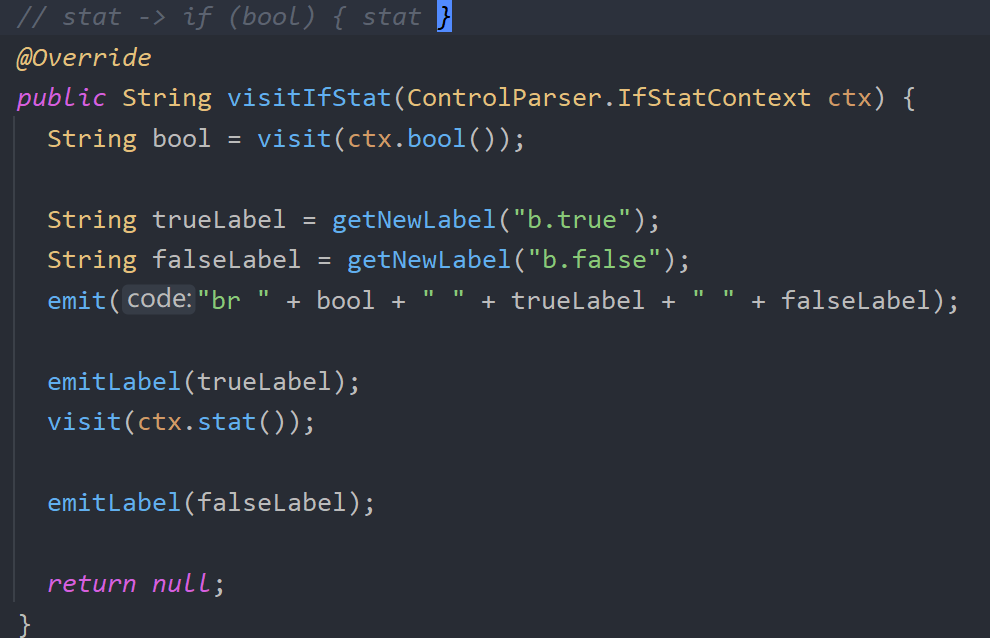 // stat -> if (bool) { stat }
@Override
public String visitIfStat(ControlParser.IfStatContext ctx) {
String bool = visit(ctx.bool());
String trueLabel = getNewLabel("b.true");
String falseLabel = getNewLabel("b.false");
emit( code: "br " + bool + " " + trueLabel + " " + falseLabel);
emitLabel(trueLabel);
visit(ctx.stat());
emitLabel(falseLabel);
return null;
}